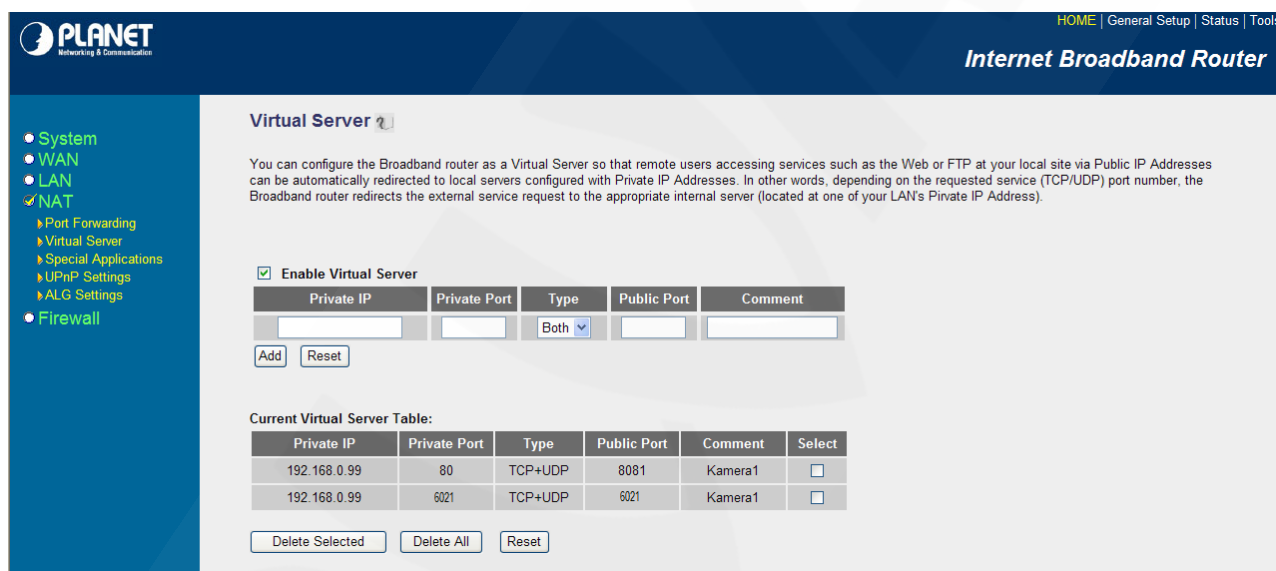 PLANET
Networking & Communication
HOME | General Setup | Status | Tools
Internet Broadband Router
System
WAN
LAN
NAT
Port Forwarding
Virtual Server
Special Applications
UPnP Settings
ALG Settings
Firewall
Virtual Server
You can configure the Broadband router as a Virtual Server so that remote users accessing services such as the Web or FTP at your local site via Public IP Addresses
can be automatically redirected to local servers configured with Private IP Addresses. In other words, depending on the requested service (TCP/UDP) port number, the
Broadband router redirects the external service request to the appropriate internal server (located at one of your LAN's Private IP Address).
Enable Virtual Server
Private IP Private Port Type Public Port Comment
Both
Add Reset
Current Virtual Server Table:
Private IP Private Port Type Public Port Comment Select
192.168.0.99 80 TCP+UDP 8081 Kamera1
192.168.0.99 6021 TCP+UDP 6021 Kamera1
Delete Selected Delete All Reset